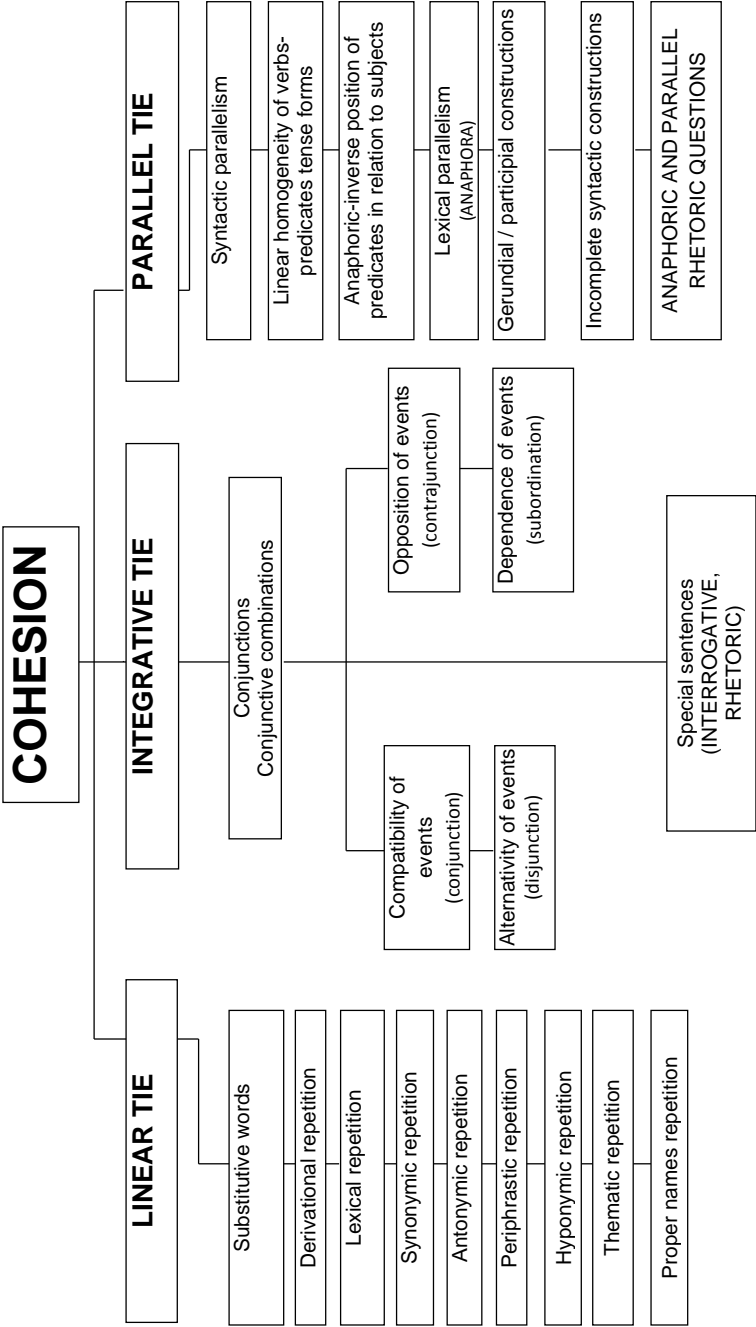 COHESION
LINEAR TIE
Substitutive words
Derivational repetition
Lexical repetition
Synonymic repetition
Antonymic repetition
Periphrastic repetition
Hyponymic repetition
Thematic repetition
Proper names repetition
INTEGRATIVE TIE
Conjunctions
Conjunctive combinations
Compatibility of
events
(conjunction)
Alternativity of events
(disjunction)
Opposition of events
(contrajunction)
Dependence of events
(subordination)
Special sentences
(INTERROGATIVE,
RHETORIC)
PARALLEL TIE
Syntactic parallelism
Linear homogeneity of verbs-
predicates tense forms
Anaphoric-inverse position of
predicates in relation to subjects
Lexical parallelism
(ANAPHORA)
Gerundial / participial constructions
Incomplete syntactic constructions
ANAPHORIC AND PARALLEL
RHETORIC QUESTIONS